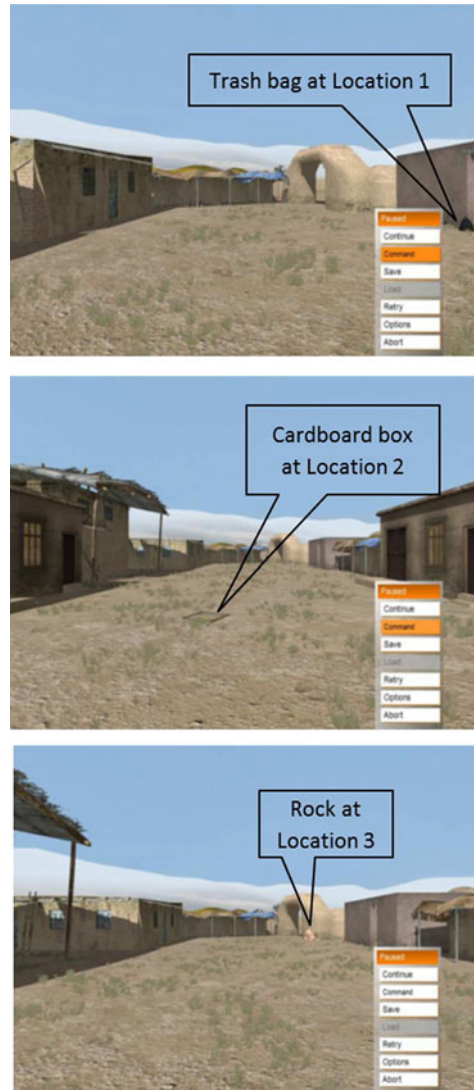 Trash bag at Location 1
Paused
Continue
Command
Save
Load
Retry
Options
Abort
Cardboard box
at Location 2
Paused
Continue
Command
Save
Load
Retry
Options
Abort
Rock at
Location 3
Paused
Continue
Command
Save
Load
Retry
Options
Abort